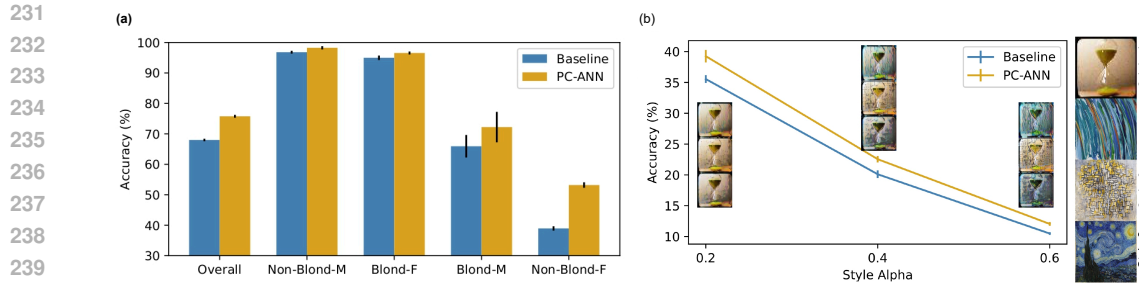 231
232
233
234
235
236
237
238
239
(a)
100
90
80
70
60
50
40
30
Accuracy (%)
Baseline
PC-ANN
Overall
Non-Blond-M
Blond-F
Blond-M
Non-Blond-F
(b)
40
35
30
25
20
15
10
Accuracy (%)
Baseline
PC-ANN
0.2
0.4
0.6
Style Alpha